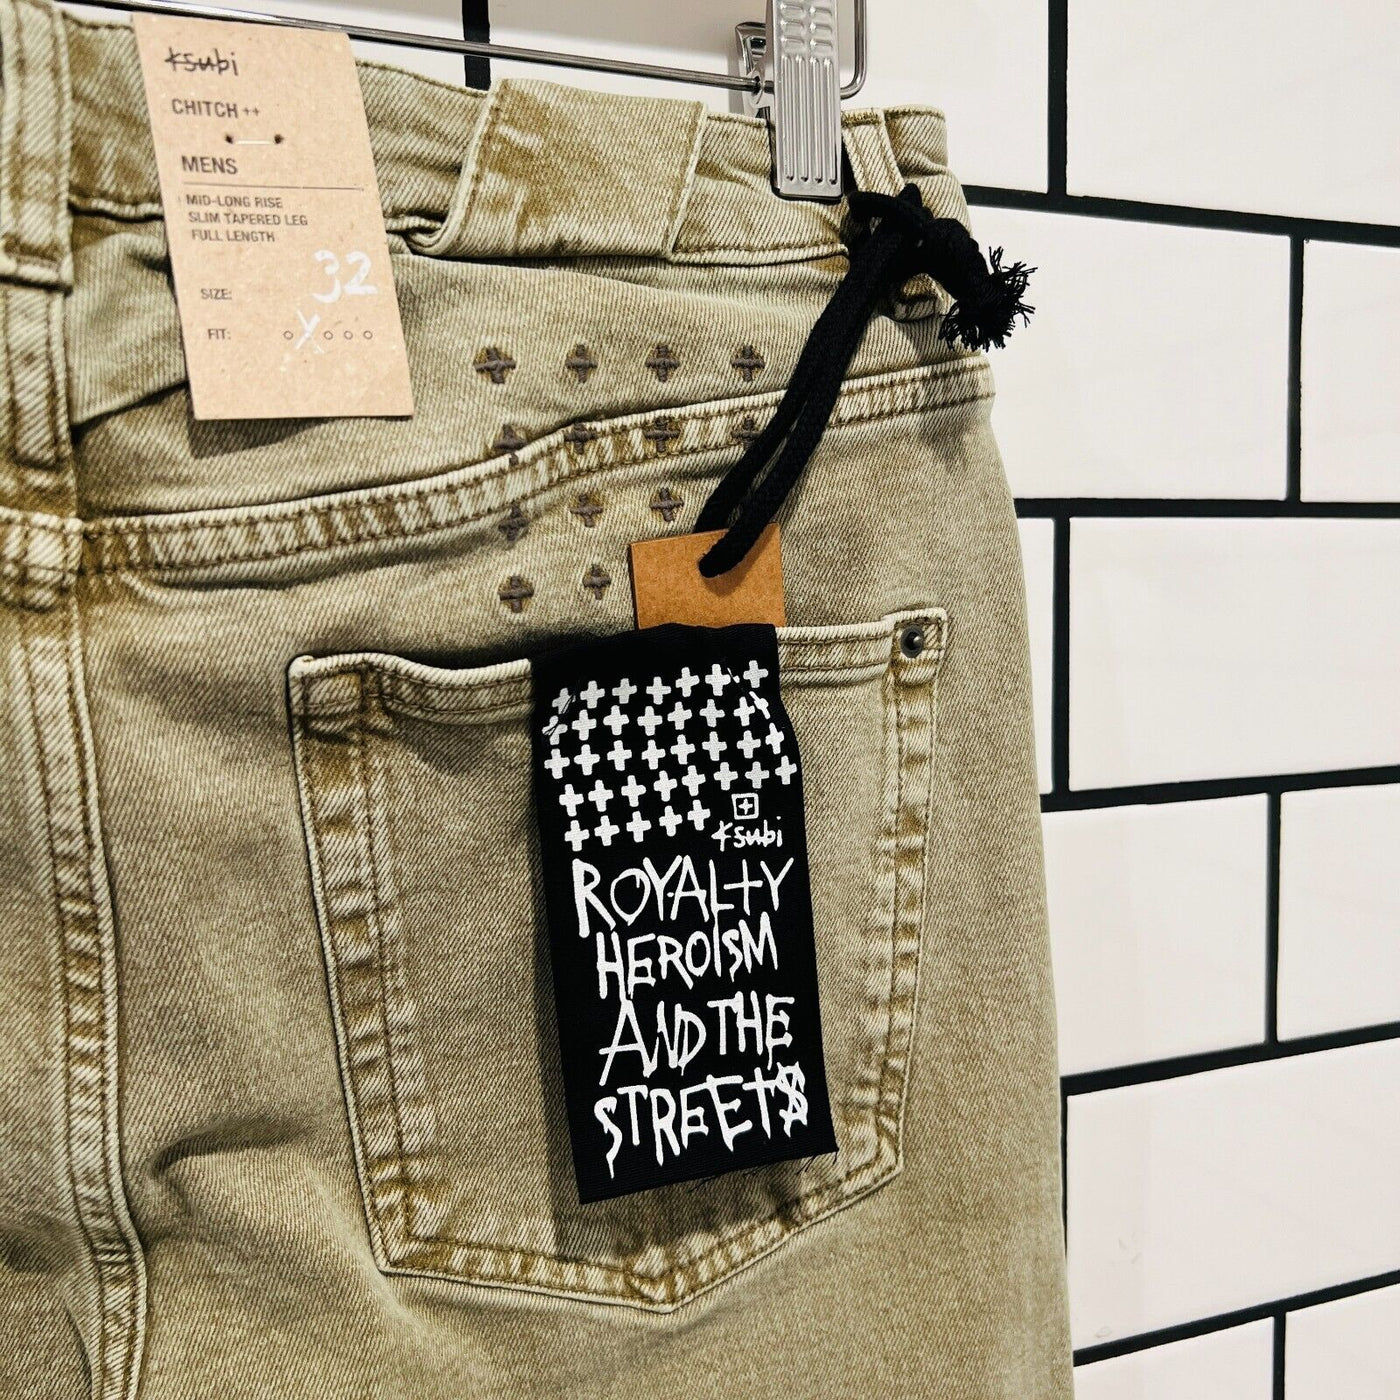 ksubi
CHITCH ++
MENS
MID-LONG RISE
SLIM TAPERED LEG
FULL LENGTH
SIZE: 32
FIT: X
ksubi
ROYALTY
HEROISM
AND THE
STREET$